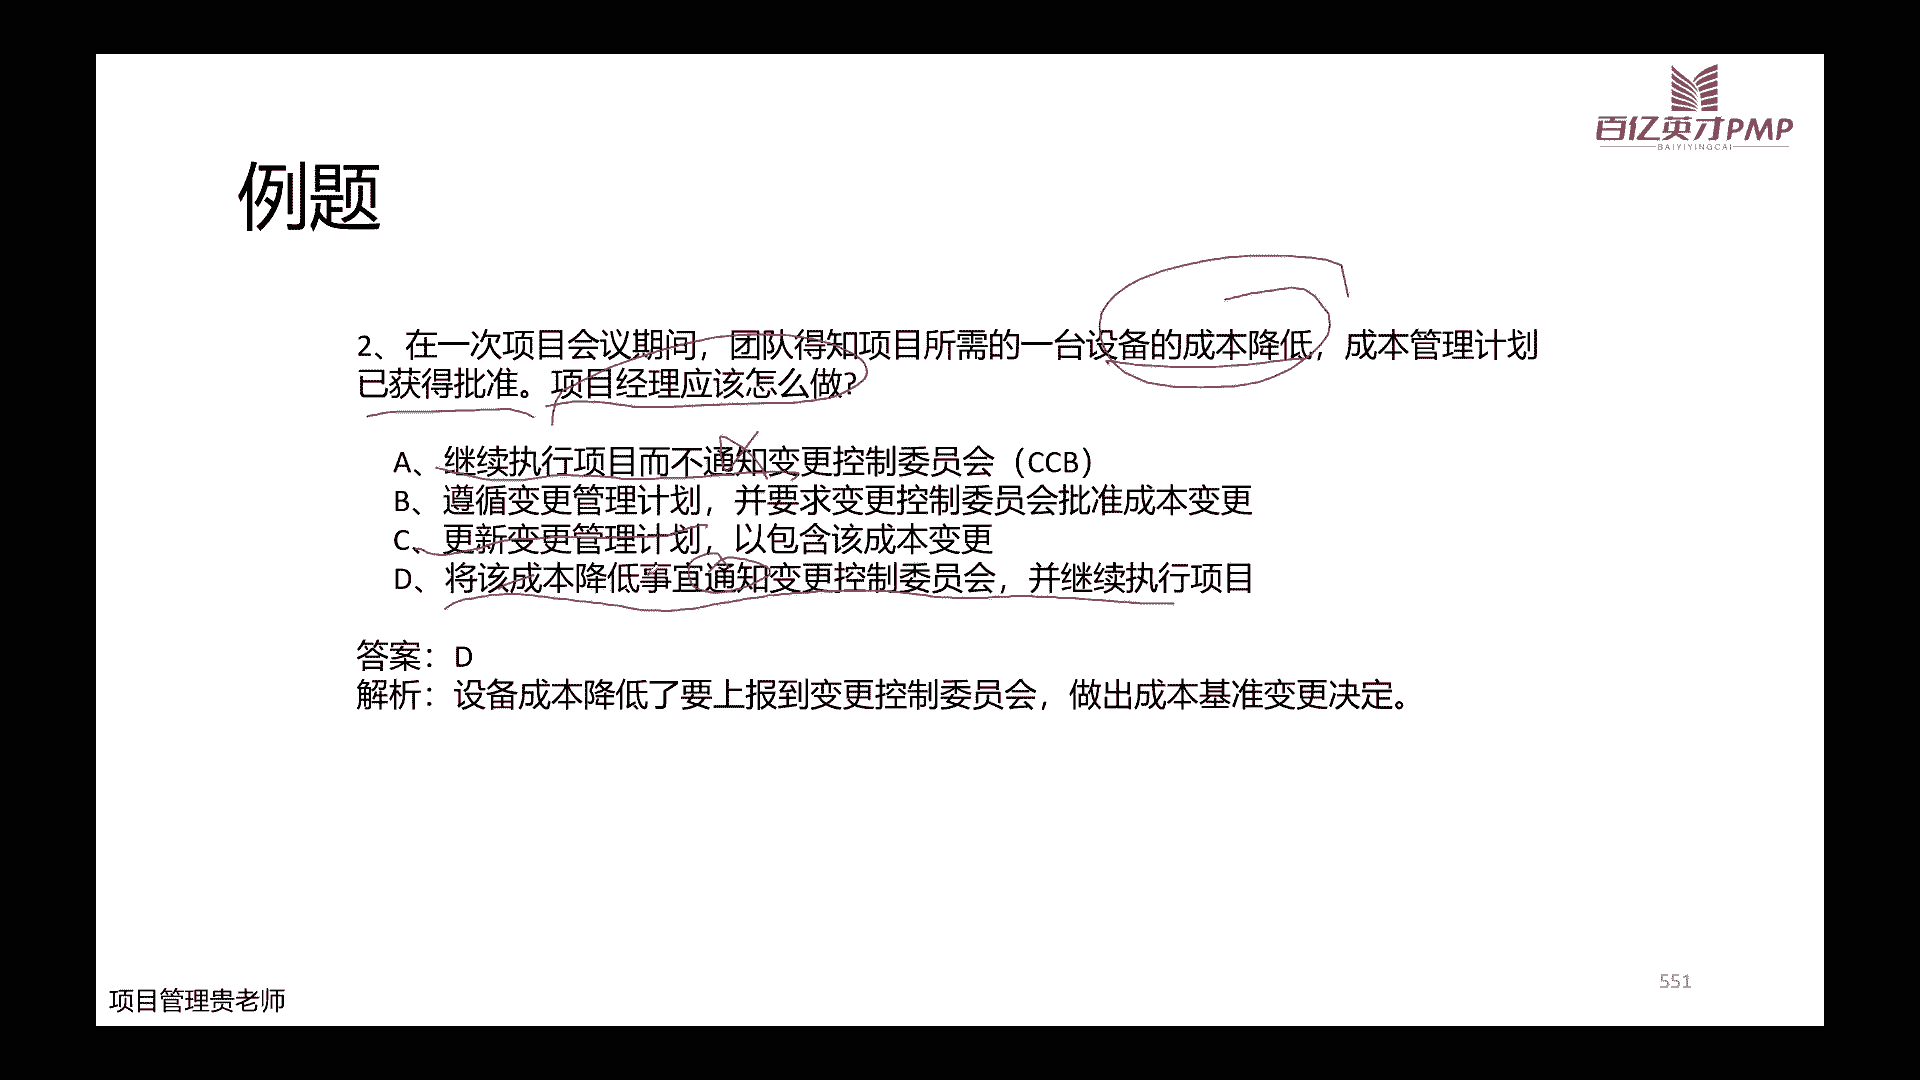 百亿英才PMP
BAIYIYINGCAI
例题
2、在一次项目会议期间，团队得知项目所需的一台设备的成本降低，成本管理计划
已获得批准。项目经理应该怎么做?
A、继续执行项目而不通知变更控制委员会（CCB）
B、遵循变更管理计划，并要求变更控制委员会批准成本变更
C、更新变更管理计划，以包含该成本变更
D、将该成本降低事宜通知变更控制委员会，并继续执行项目
答案：D
解析：设备成本降低了要上报到变更控制委员会，做出成本基准变更决定。
551
项目管理贵老师